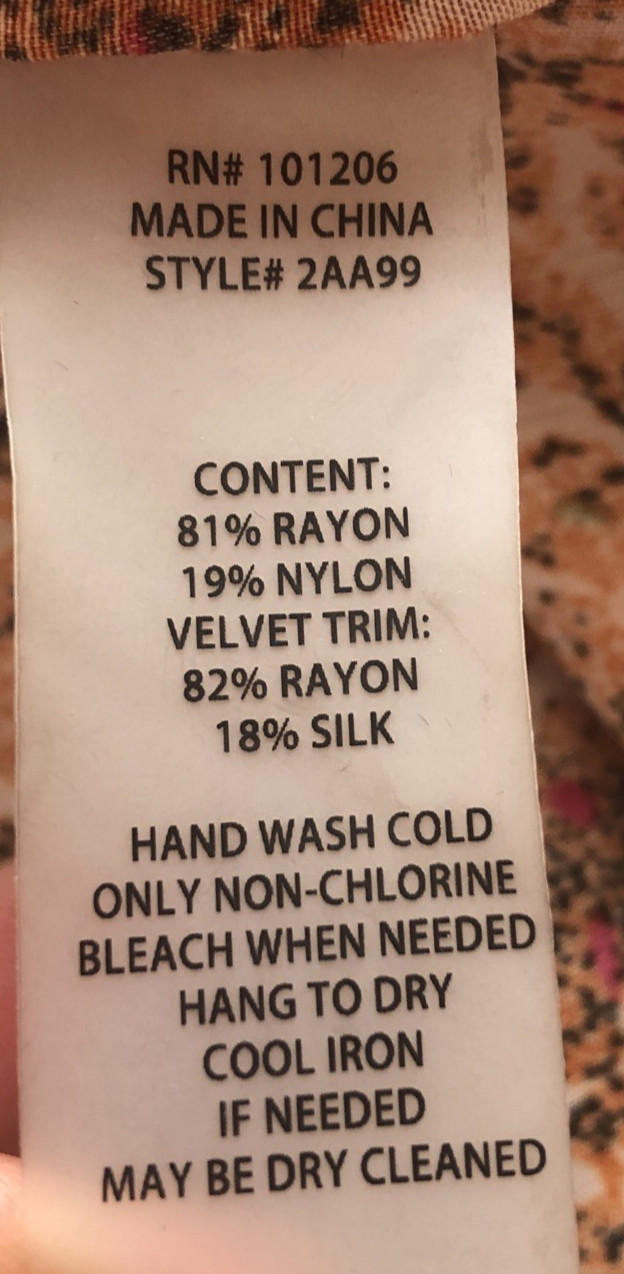 RN# 101206
MADE IN CHINA
STYLE# 2AA99
CONTENT:
81% RAYON
19% NYLON
VELVET TRIM:
82% RAYON
18% SILK
HAND WASH COLD
ONLY NON-CHLORINE
BLEACH WHEN NEEDED
HANG TO DRY
COOL IRON
IF NEEDED
MAY BE DRY CLEANED